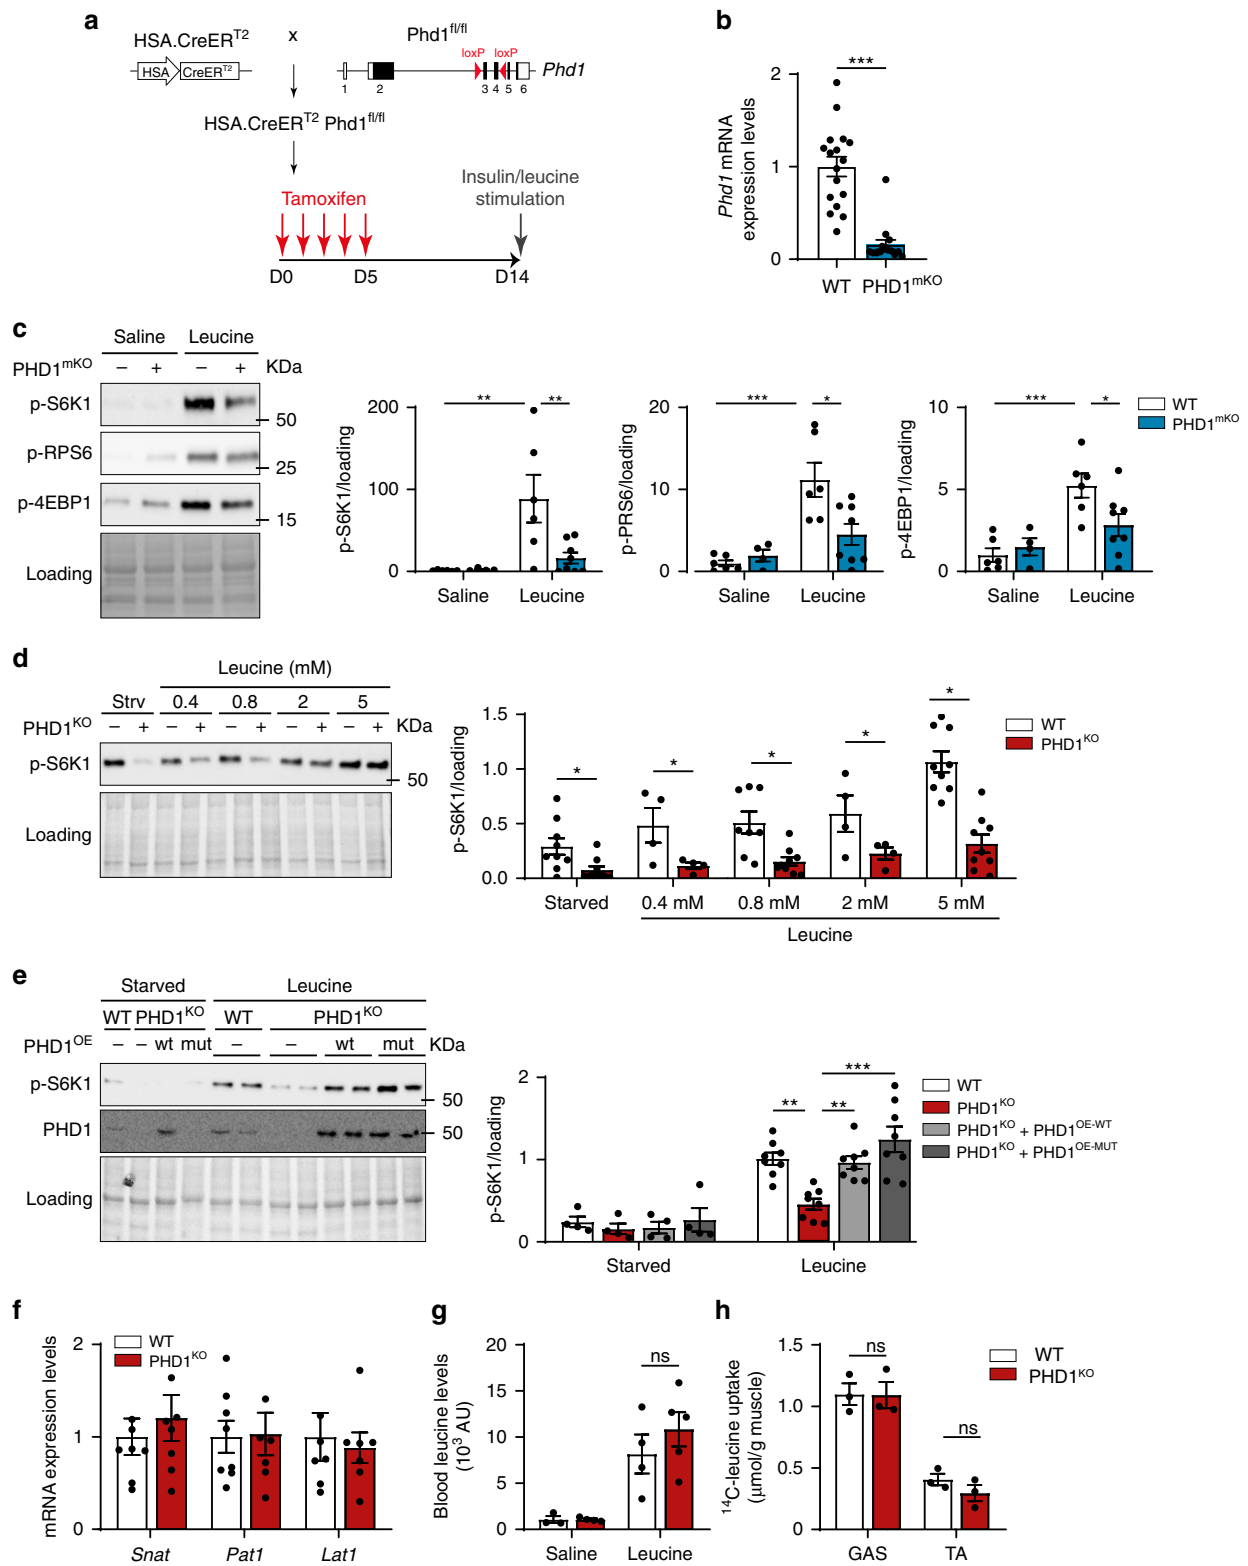 a
HSA.CreER^T2 x Phd1^fl/fl
loxP loxP
HSA CreER^T2 Phd1
1 2 3 4 5 6
HSA.CreER^T2 Phd1^fl/fl
Tamoxifen Insulin/leucine
stimulation
D0 D5 D14
b
***
Phd1 mRNA
expression levels
2
1
0
WT PHD1^mKO
c
Saline Leucine
PHD1^mKO – + – + KDa
p-S6K1 50
p-RPS6 25
p-4EBP1 15
Loading
p-S6K1/loading
200
100
0
** **
Saline Leucine
p-PRS6/loading
20
10
0
*** *
Saline Leucine
p-4EBP1/loading
10
5
0
*** *
Saline Leucine
WT
PHD1^mKO
d
Leucine (mM)
Strv 0.4 0.8 2 5
PHD1^KO – + – + – + – + – + KDa
p-S6K1 50
Loading
p-S6K1/loading
1.5
1.0
0.5
0.0
* * * * *
Starved 0.4 mM 0.8 mM 2 mM 5 mM
Leucine
WT
PHD1^KO
e
Starved Leucine
WT PHD1^KO WT PHD1^KO
PHD1^OE – – wt mut – – wt mut KDa
p-S6K1 50
PHD1 50
Loading
p-S6K1/loading
2
1
0
***
** **
Starved Leucine
WT
PHD1^KO
PHD1^KO + PHD1^OE-WT
PHD1^KO + PHD1^OE-MUT
f
mRNA expression levels
2
1
0
WT
PHD1^KO
Snat Pat1 Lat1
g
Blood leucine levels
(10^3 AU)
20
15
10
5
0
ns
Saline Leucine
h
^14C-leucine uptake
(μmol/g muscle)
1.5
1.0
0.5
0
ns
ns
GAS TA
WT
PHD1^KO